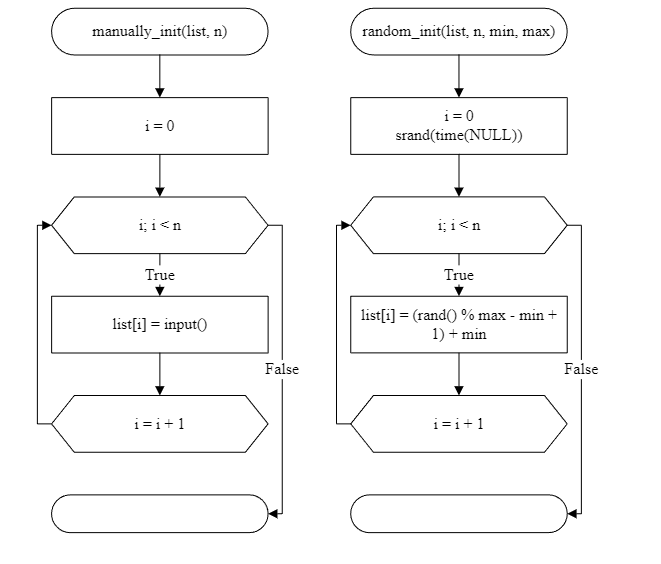 manually_init(list, n)
i = 0
i; i < n
True
list[i] = input()
False
i = i + 1
random_init(list, n, min, max)
i = 0
srand(time(NULL))
i; i < n
True
list[i] = (rand() % max - min +
1) + min
False
i = i + 1